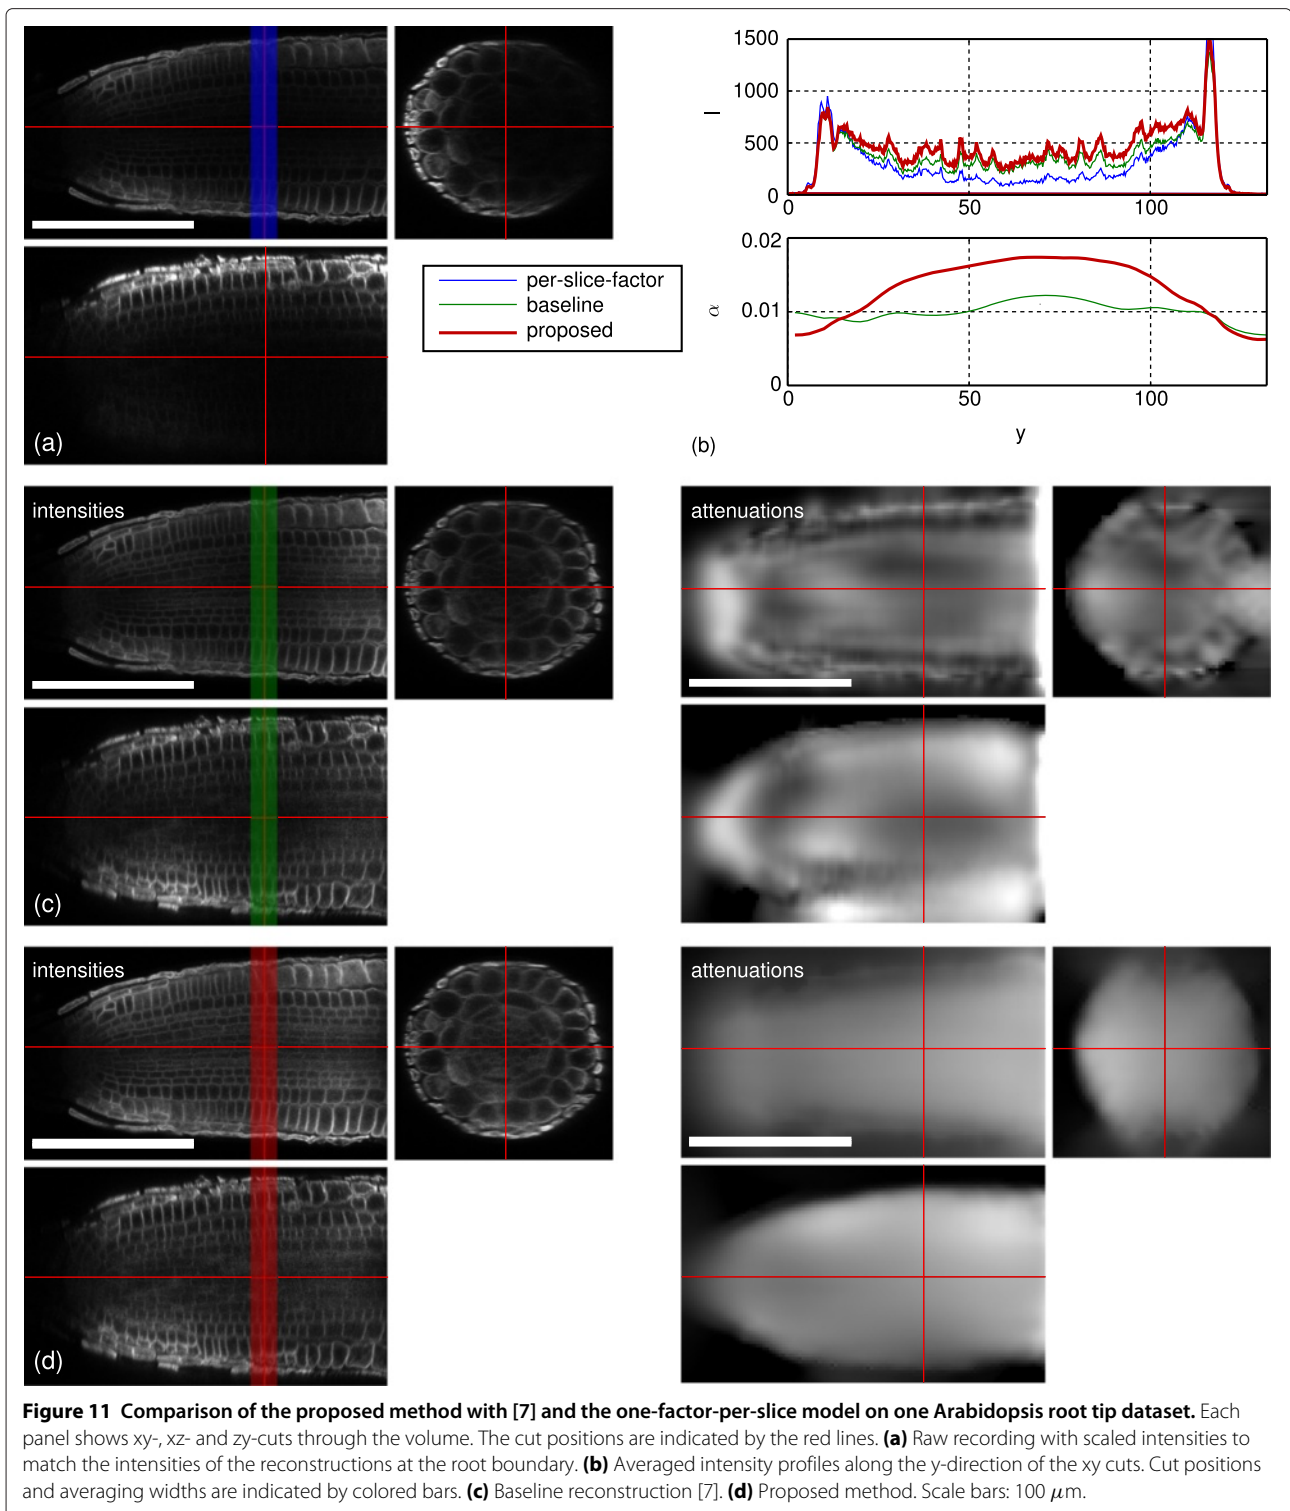 (a)
per-slice-factor
baseline
proposed
1500
1000
500
0
I
0
50
100
0.02
0.01
0
α
0
50
100
y
(b)
intensities
attenuations
(c)
intensities
attenuations
(d)
Figure 11 Comparison of the proposed method with [7] and the one-factor-per-slice model on one Arabidopsis root tip dataset. Each
panel shows xy-, xz- and zy-cuts through the volume. The cut positions are indicated by the red lines. (a) Raw recording with scaled intensities to
match the intensities of the reconstructions at the root boundary. (b) Averaged intensity profiles along the y-direction of the xy cuts. Cut positions
and averaging widths are indicated by colored bars. (c) Baseline reconstruction [7]. (d) Proposed method. Scale bars: 100 μm.